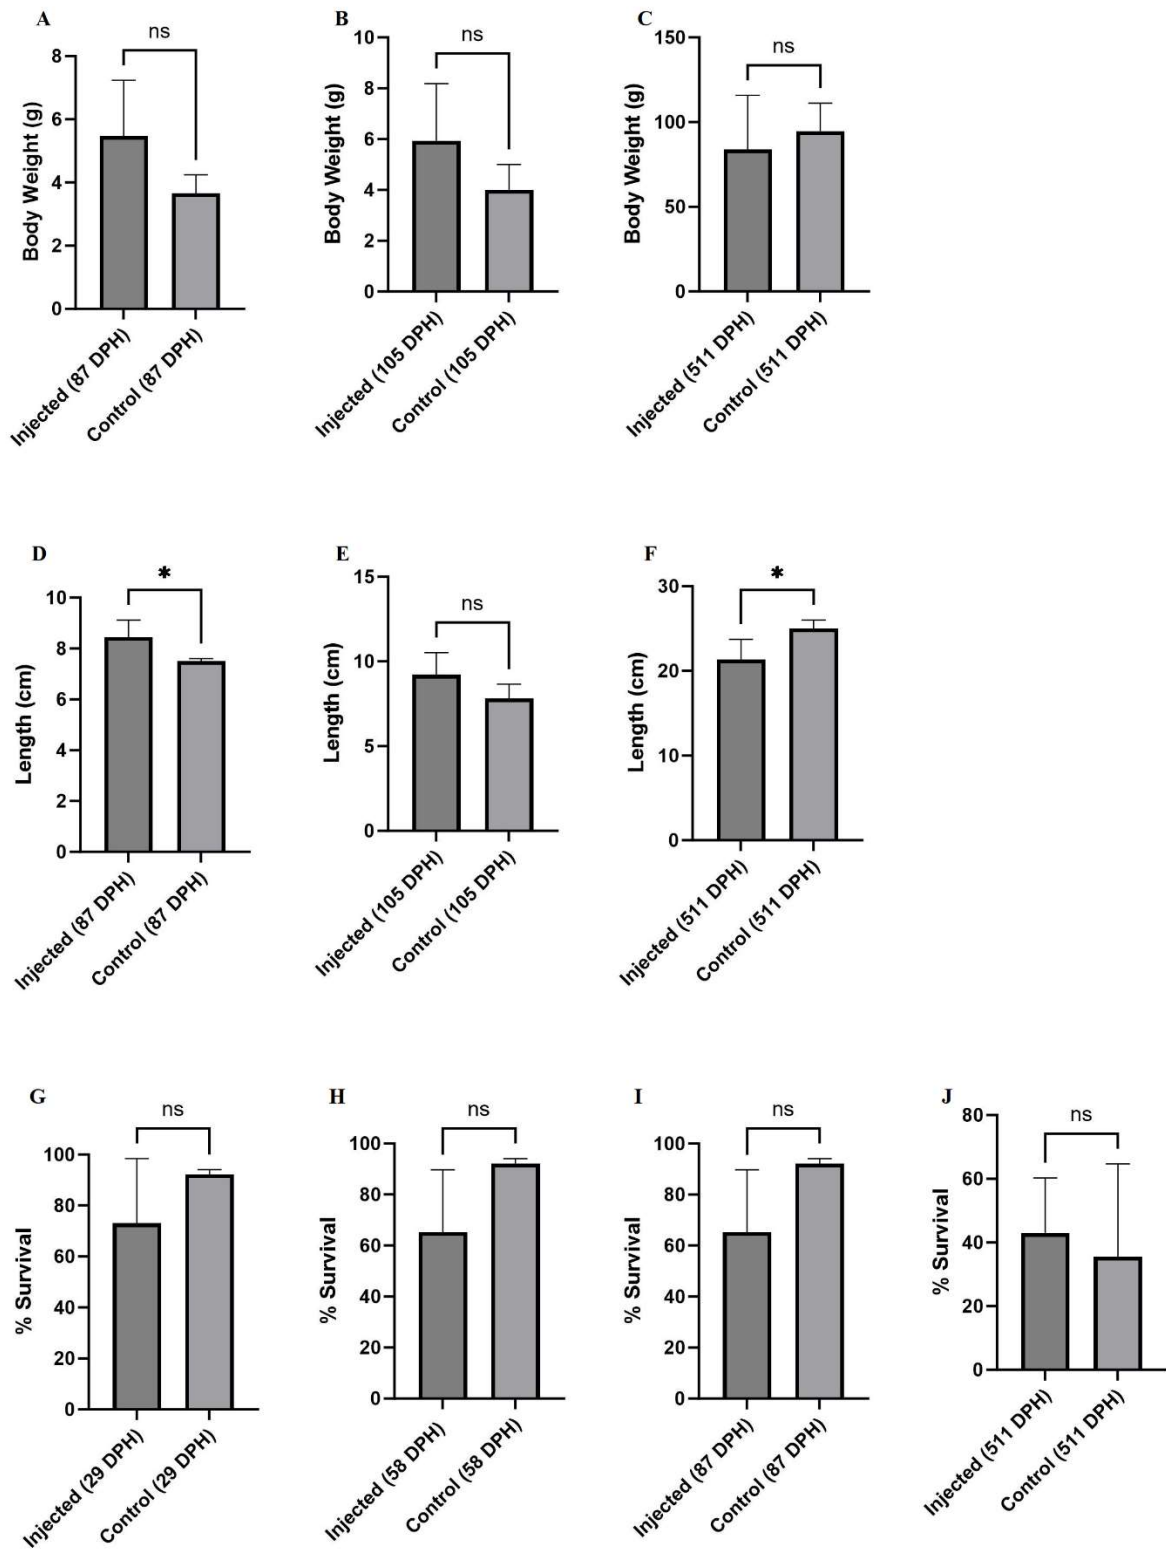 A
ns
Body Weight (g)
8
6
4
2
0
Injected (87 DPH)
Control (87 DPH)
B
ns
Body Weight (g)
10
8
6
4
2
0
Injected (105 DPH)
Control (105 DPH)
C
ns
Body Weight (g)
150
100
50
0
Injected (511 DPH)
Control (511 DPH)
D
*
Length (cm)
10
8
6
4
2
0
Injected (87 DPH)
Control (87 DPH)
E
ns
Length (cm)
15
10
5
0
Injected (105 DPH)
Control (105 DPH)
F
*
Length (cm)
30
20
10
0
Injected (511 DPH)
Control (511 DPH)
G
ns
% Survival
100
80
60
40
20
0
Injected (29 DPH)
Control (29 DPH)
H
ns
% Survival
100
80
60
40
20
0
Injected (58 DPH)
Control (58 DPH)
I
ns
% Survival
100
80
60
40
20
0
Injected (87 DPH)
Control (87 DPH)
J
ns
% Survival
80
60
40
20
0
Injected (511 DPH)
Control (511 DPH)